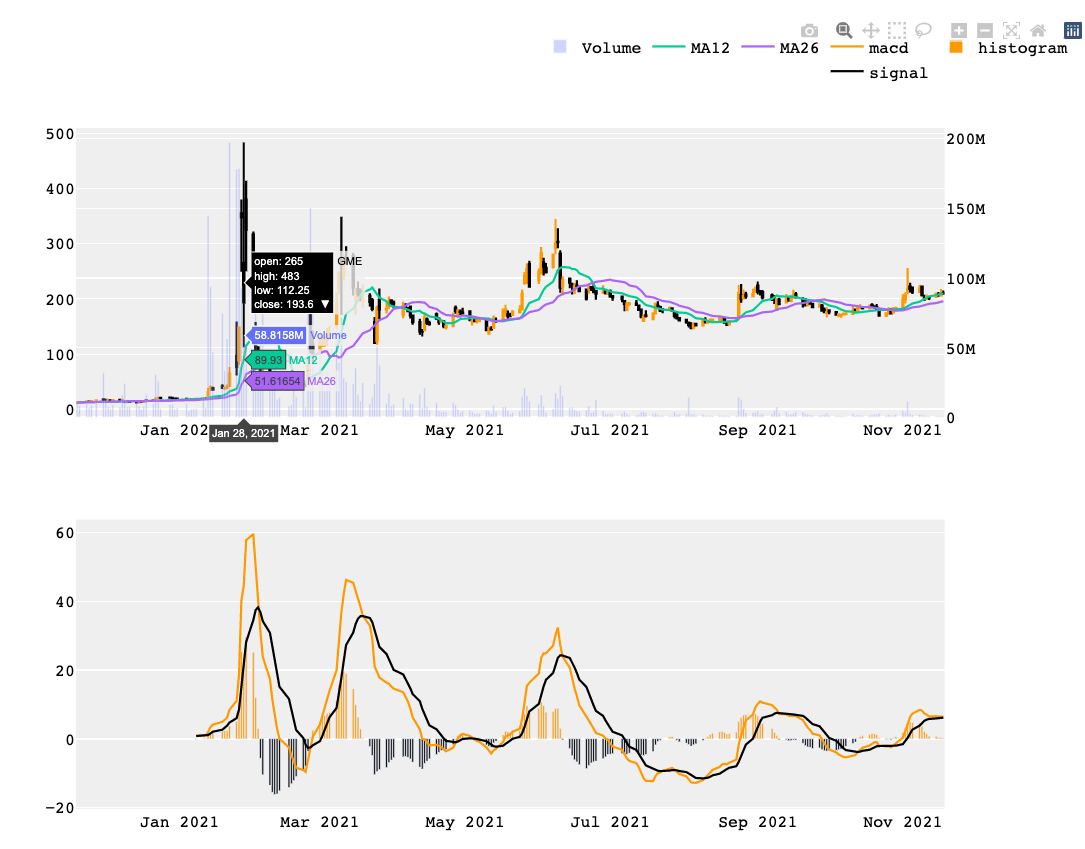 Volume MA12 MA26 macd histogram
signal
500
400
300
200
100
0
200M
150M
100M
50M
0
open: 265 GME
high: 483
low: 112.25
close: 193.6 ▼
58.8158M Volume
89.93 MA12
51.61654 MA26
Jan 202 Mar 2021 May 2021 Jul 2021 Sep 2021 Nov 2021
Jan 28, 2021
60
40
20
0
−20
Jan 2021 Mar 2021 May 2021 Jul 2021 Sep 2021 Nov 2021